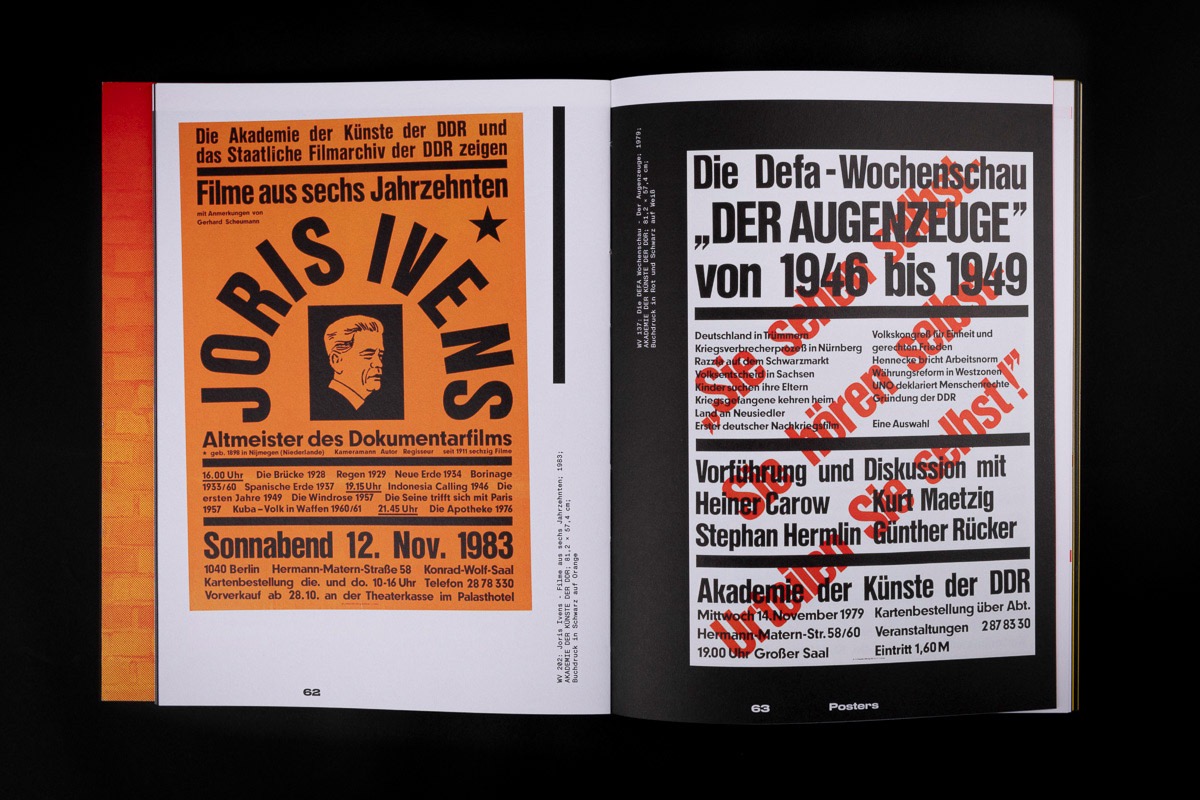 Die Akademie der Künste der DDR und
das Staatliche Filmarchiv der DDR zeigen
Filme aus sechs Jahrzehnten
mit Anmerkungen von
Gerhard Scheumann
JORIS IVENS
Altmeister des Dokumentarfilms
★ geb. 1898 in Nijmegen (Niederlande) Kameramann Autor · Regisseur seit 1911 sechzig Filme
16.00 Uhr Die Brücke 1928 Regen 1929 Neue Erde 1934 Borinage
1933/60 Spanische Erde 1937 19.15 Uhr Indonesia Calling 1946 Die
ersten Jahre 1949 Die Windrose 1957 Die Seine trifft sich mit Paris
1957 Kuba – Volk in Waffen 1960/61 21.45 Uhr Die Apotheke 1976
Sonnabend 12. Nov. 1983
1040 Berlin Hermann-Matern-Straße 58 Konrad-Wolf-Saal
Kartenbestellung die. und do. 10-16 Uhr Telefon 28 78 330
Vorverkauf ab 28.10. an der Theaterkasse im Palasthotel
WV 202: Joris Ivens - Filme aus sechs Jahrzehnten; 1983;
AKADEMIE DER KÜNSTE DER DDR; 81,2 × 57,4 cm;
Buchdruck in Schwarz auf Orange
62
WV 137: Die DEFA Wochenschau - Der Augenzeuge; 1979;
AKADEMIE DER KÜNSTE DER DDR; 81,2 × 57,4 cm;
Buchdruck in Rot und Schwarz auf Weiß
Die Defa-Wochenschau
„DER AUGENZEUGE”
von 1946 bis 1949
Deutschland in Trümmern
Kriegsverbrecherprozeß in Nürnberg
Razzia auf dem Schwarzmarkt
Volksentscheid in Sachsen
Kinder suchen ihre Eltern
Kriegsgefangene kehren heim
Land an Neusiedler
Erster deutscher Nachkriegsfilm
Volkskongreß für Einheit und
gerechten Frieden
Hennecke bricht Arbeitsnorm
Währungsreform in Westzonen
UNO deklariert Menschenrechte
Gründung der DDR
Eine Auswahl
„Sie sehen selbst,
Sie hören selbst,
Urteilen Sie selbst!”
Vorführung und Diskussion mit
Heiner Carow Kurt Maetzig
Stephan Hermlin Günther Rücker
Akademie der Künste der DDR
Mittwoch 14. November 1979
Hermann-Matern-Str. 58/60
19.00 Uhr Großer Saal
Kartenbestellung über Abt.
Veranstaltungen 287 83 30
Eintritt 1,60 M
63
Posters